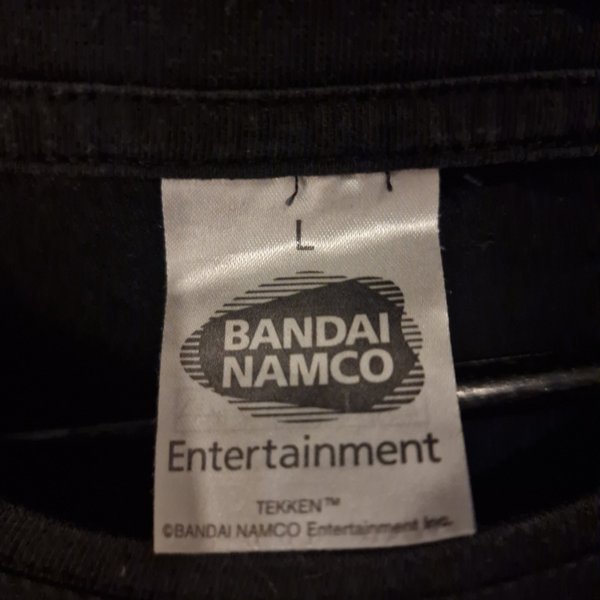 L
BANDAI
NAMCO
Entertainment
TEKKEN™
©BANDAI NAMCO Entertainment Inc.